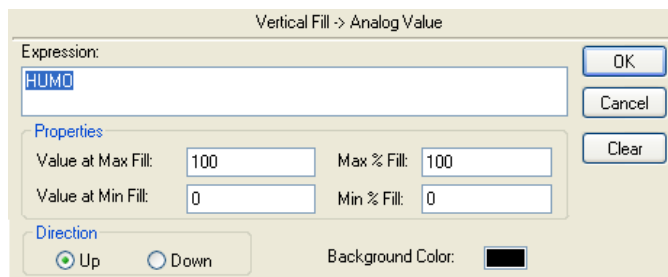 Vertical Fill -> Analog Value
Expression:
OK
HUMO
Cancel
Properties
Clear
Value at Max Fill: 100 Max % Fill: 100
Value at Min Fill: 0 Min % Fill: 0
Direction
Up Down Background Color: